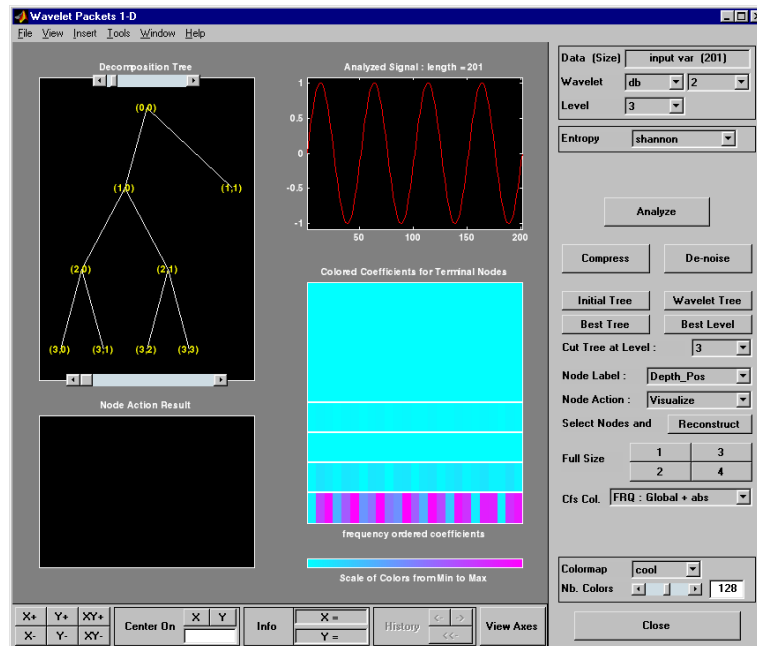 Wavelet Packets 1-D
File View Insert Tools Window Help
Decomposition Tree
(0,0)
(1,0) (1,1)
(2,0) (2,1)
(3,0) (3,1) (3,2) (3,3)
Node Action Result
Analyzed Signal : length = 201
1
0.5
0
-0.5
-1
50 100 150 200
Colored Coefficients for Terminal Nodes
frequency ordered coefficients
Scale of Colors from Min to Max
Data (Size) input var (201)
Wavelet db 2
Level 3
Entropy shannon
Analyze
Compress De-noise
Initial Tree Wavelet Tree
Best Tree Best Level
Cut Tree at Level : 3
Node Label : Depth_Pos
Node Action : Visualize
Select Nodes and Reconstruct
Full Size 1 3
2 4
Cfs Col. FRQ : Global + abs
Colormap cool
Nb. Colors 128
Close
X+ Y+ XY+
X- Y- XY-
Center On X Y
Info X =
Y =
History <- ->
<<-
View Axes